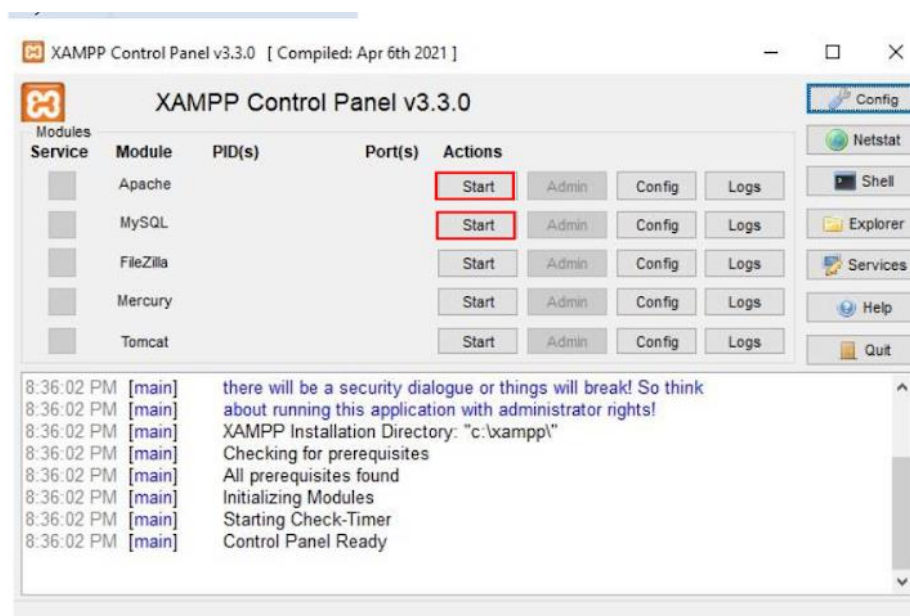 XAMPP Control Panel v3.3.0 [ Compiled: Apr 6th 2021 ]
XAMPP Control Panel v3.3.0
Config
Modules
Service Module PID(s) Port(s) Actions
Netstat
Apache Start Admin Config Logs
Shell
MySQL Start Admin Config Logs
Explorer
FileZilla Start Admin Config Logs
Services
Mercury Start Admin Config Logs
Help
Tomcat Start Admin Config Logs
Quit
8:36:02 PM [main] there will be a security dialogue or things will break! So think
8:36:02 PM [main] about running this application with administrator rights!
8:36:02 PM [main] XAMPP Installation Directory: "c:\xampp\"
8:36:02 PM [main] Checking for prerequisites
8:36:02 PM [main] All prerequisites found
8:36:02 PM [main] Initializing Modules
8:36:02 PM [main] Starting Check-Timer
8:36:02 PM [main] Control Panel Ready